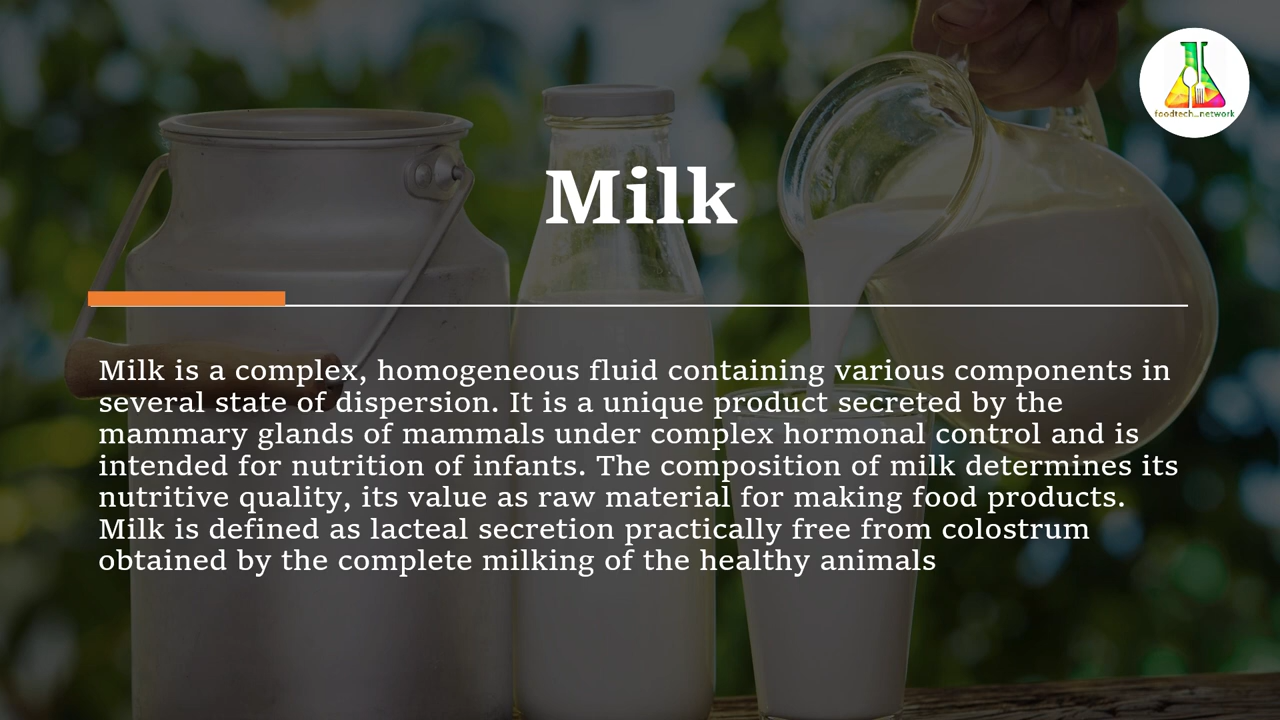 foodtech_network
Milk
Milk is a complex, homogeneous fluid containing various components in
several state of dispersion. It is a unique product secreted by the
mammary glands of mammals under complex hormonal control and is
intended for nutrition of infants. The composition of milk determines its
nutritive quality, its value as raw material for making food products.
Milk is defined as lacteal secretion practically free from colostrum
obtained by the complete milking of the healthy animals